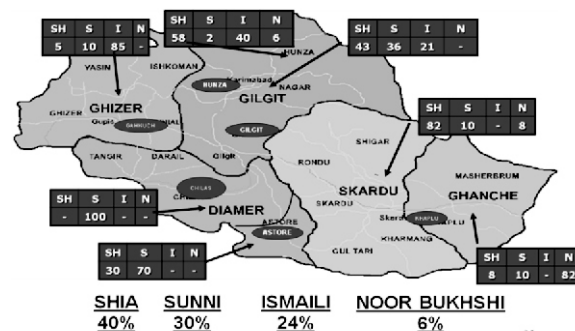 SH S I N
58 2 40 6
SH S I N
5 10 85 -
SH S I N
43 36 21 -
HUNZA
YASIN
ISHKOMAN
HUNZA
Karimabad
NAGAR
GHIZER
GILGIT
GHIZER
Gupis
SH S I N
82 10 - 8
GILGIT
SHIGAR
TANGIR
DARAIL
Gilgit
RONDU
MASHERBRUM
SKARDU
GHANCHE
CHILAS
SH S I N
- 100 - -
DIAMER
SKARDU
KHAPLU
ASTORE
ASTORE
KHARMANG
GULTARI
SH S I N
30 70 - -
SH S I N
8 10 - 82
SHIA SUNNI ISMAILI NOOR BUKHSHI
40% 30% 24% 6%